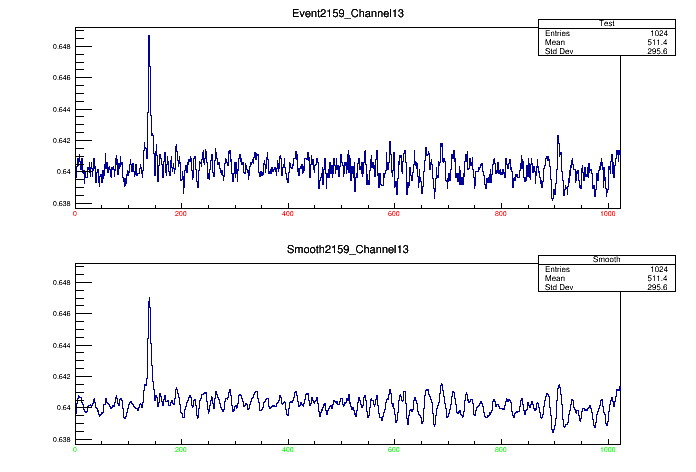 Event2159_Channel13
Test
Entries 1024
Mean 511.4
Std Dev 295.6
0.648
0.646
0.644
0.642
0.64
0.638
0 200 400 600 800 1000
Smooth2159_Channel13
Smooth
Entries 1024
Mean 511.4
Std Dev 295.6
0.648
0.646
0.644
0.642
0.64
0.638
0 200 400 600 800 1000